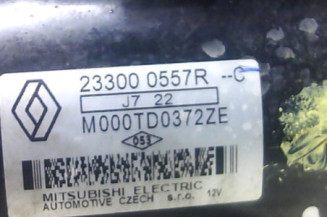 23300 0557R --C
J7 22
M000TD0372ZE
053
MITSUBISHI ELECTRIC
AUTOMOTIVE CZECH s.r.o. 12V